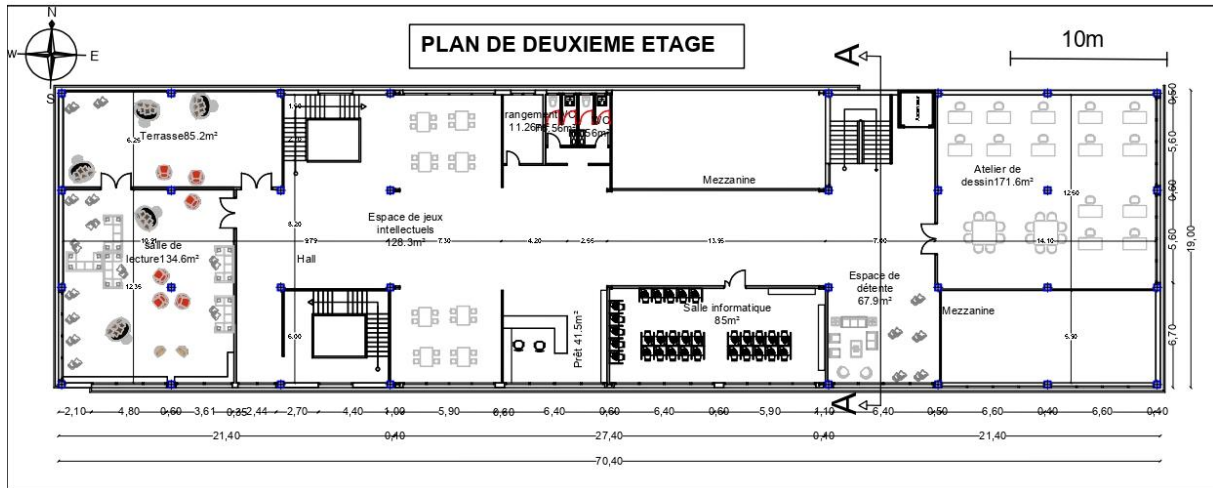 N
W
E
S
PLAN DE DEUXIEME ETAGE
10m
A
A
Terrasse85.2m²
6.25
rangement
11.26m²
Mezzanine
Ascenseur
Atelier de
dessin171.6m²
12.60
Espace de jeux
intellectuels
128.3m²
8.20
salle de
lecture134.6m²
9.79
7.30
4.20
2.95
13.95
7.00
14.10
Hall
12.35
Espace de
détente
67.9m²
Salle informatique
85m²
Prêt 41.5m²
Mezzanine
6.00
5.90
0,50
5,60
0,60
5,60
6,70
19,00
2,10 4,80 0,60 3,61 0,35 2,44 2,70 4,40 1,00 5,90 0,60 6,40 0,60 6,40 0,60 5,90 4,10 6,40 0,50 6,60 0,40 6,60 0,40
21,40 0,40 27,40 0,40 21,40
70,40